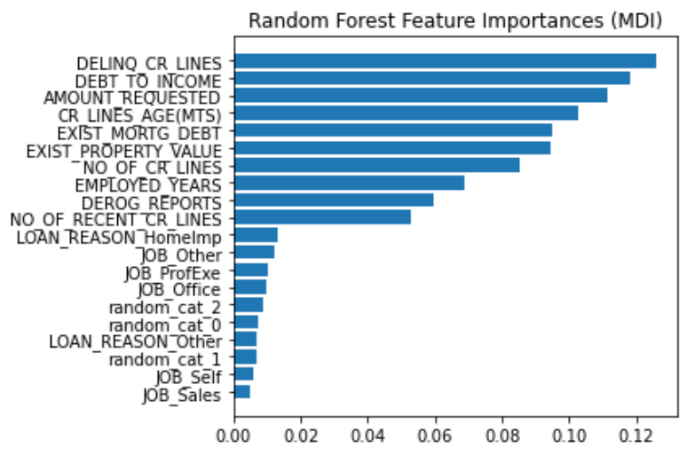 Random Forest Feature Importances (MDI)
DELINQ_CR_LINES
DEBT_TO_INCOME
AMOUNT_REQUESTED
CR_LINES_AGE(MTS)
EXIST_MORTG_DEBT
EXIST_PROPERTY_VALUE
NO_OF_CR_LINES
EMPLOYED_YEARS
DEROG_REPORTS
NO_OF_RECENT_CR_LINES
LOAN_REASON_HomeImp
JOB_Other
JOB_ProfExe
JOB_Office
random_cat_2
random_cat_0
LOAN_REASON_Other
random_cat_1
JOB_Self
JOB_Sales
0.00 0.02 0.04 0.06 0.08 0.10 0.12